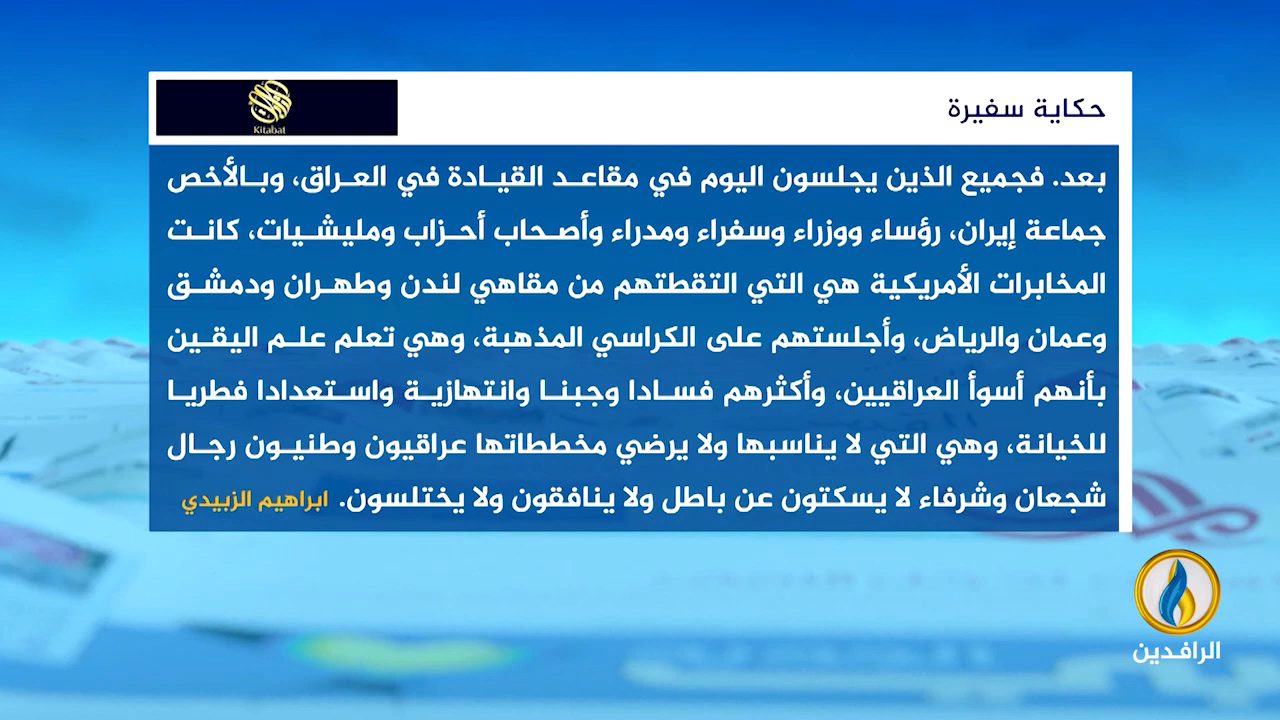 حكاية سفيرة
Kitabat
بعد. فجميع الذين يجلسون اليوم في مقاعد القيادة في العراق، وبالأخص
جماعة إيران، رؤساء ووزراء وسفراء ومدراء وأصحاب أحزاب ومليشيات، كانت
المخابرات الأمريكية هي التي التقطتهم من مقاهي لندن وطهران ودمشق
وعمان والرياض، وأجلستهم على الكراسي المذهبة، وهي تعلم علم اليقين
بأنهم أسوأ العراقيين، وأكثرهم فسادا وجبنا وانتهازية واستعدادا فطريا
للخيانة، وهي التي لا يناسبها ولا يرضي مخططاتها عراقيون وطنيون رجال
شجعان وشرفاء لا يسكتون عن باطل ولا ينافقون ولا يختلسون. ابراهيم الزبيدي
الرافدين